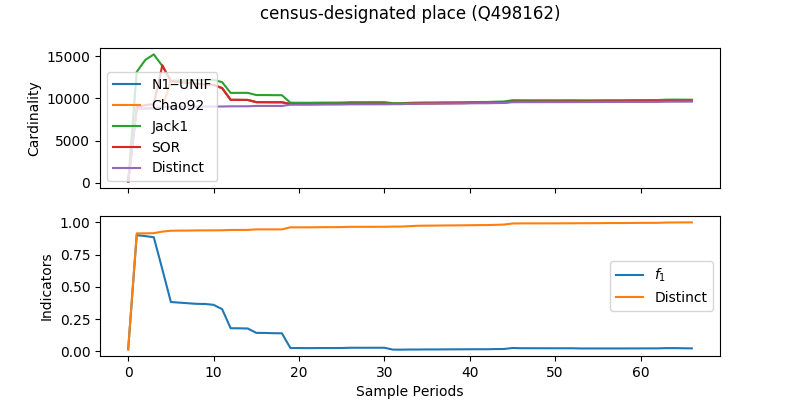 census-designated place (Q498162)
Cardinality
15000
10000
5000
0
N1−UNIF
Chao92
Jack1
SOR
Distinct
Indicators
1.00
0.75
0.50
0.25
0.00
f₁
Distinct
0 10 20 30 40 50 60
Sample Periods